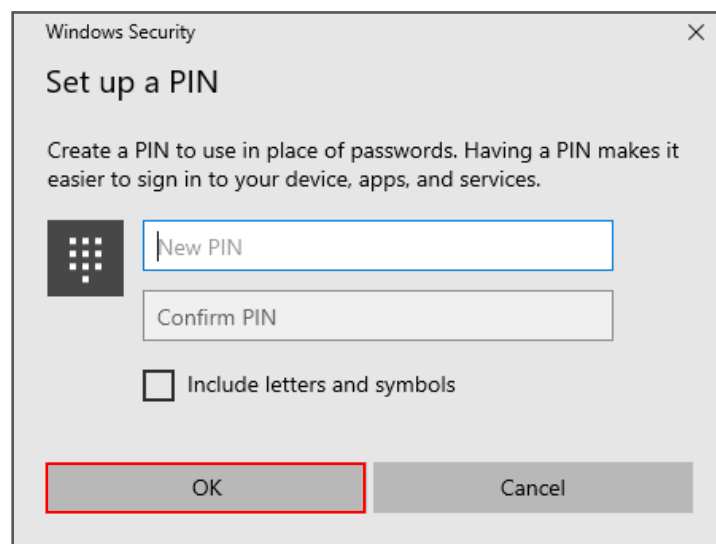 Windows Security
Set up a PIN
Create a PIN to use in place of passwords. Having a PIN makes it
easier to sign in to your device, apps, and services.
New PIN
Confirm PIN
Include letters and symbols
OK
Cancel